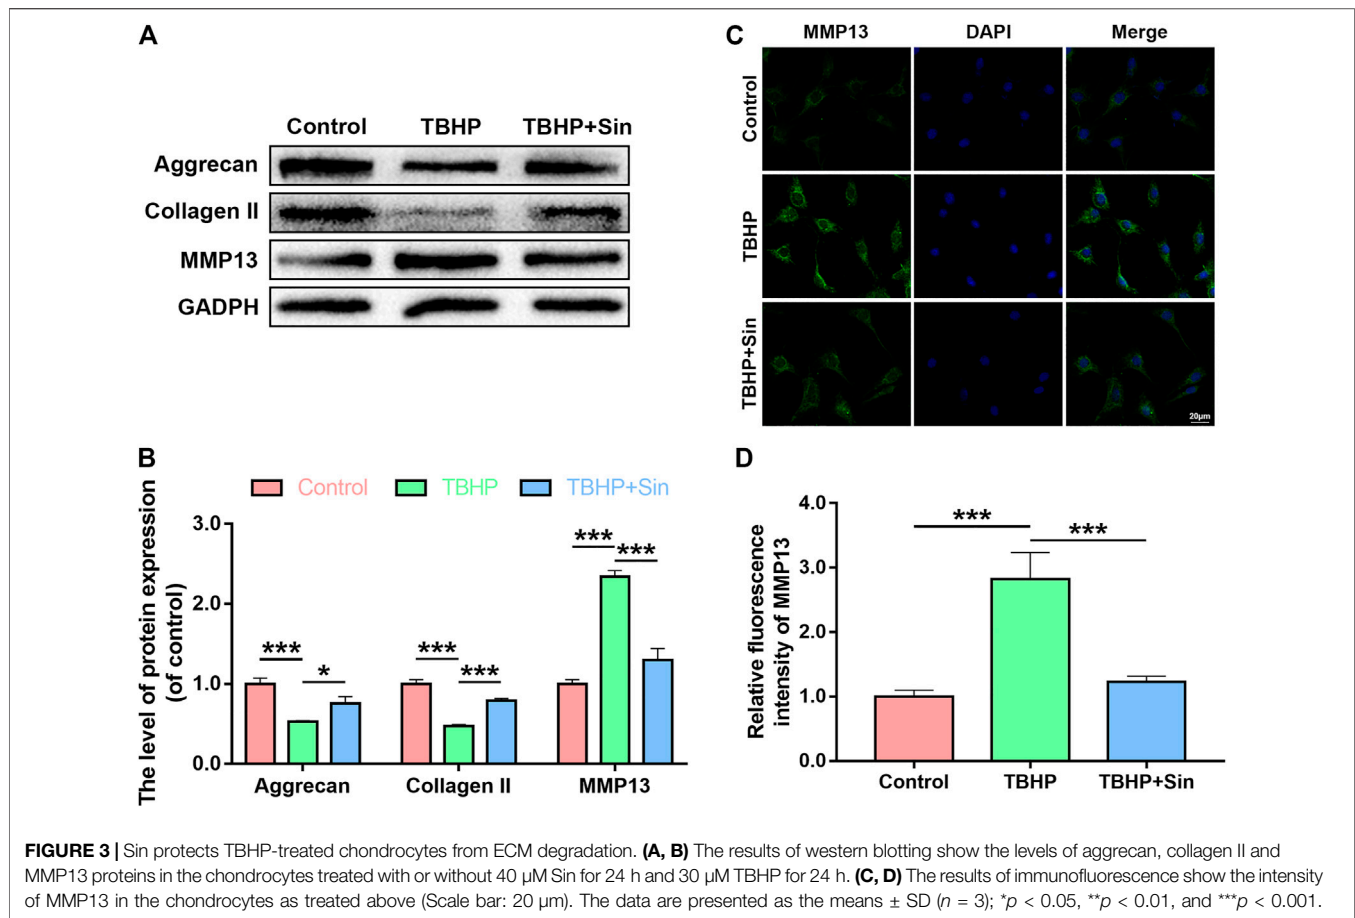 A
Control TBHP TBHP+Sin
Aggrecan
Collagen II
MMP13
GADPH
B
Control TBHP TBHP+Sin
The level of protein expression
(of control)
3.0
2.0
1.0
0.0
*** * *** *** *** ***
Aggrecan Collagen II MMP13
C
MMP13 DAPI Merge
Control
TBHP
TBHP+Sin
20μm
D
Relative fluorescence
intensity of MMP13
4.0
3.0
2.0
1.0
0.0
*** ***
Control TBHP TBHP+Sin
FIGURE 3 | Sin protects TBHP-treated chondrocytes from ECM degradation. (A, B) The results of western blotting show the levels of aggrecan, collagen II and
MMP13 proteins in the chondrocytes treated with or without 40 μM Sin for 24 h and 30 μM TBHP for 24 h. (C, D) The results of immunofluorescence show the intensity
of MMP13 in the chondrocytes as treated above (Scale bar: 20 μm). The data are presented as the means ± SD (n = 3); *p < 0.05, **p < 0.01, and ***p < 0.001.